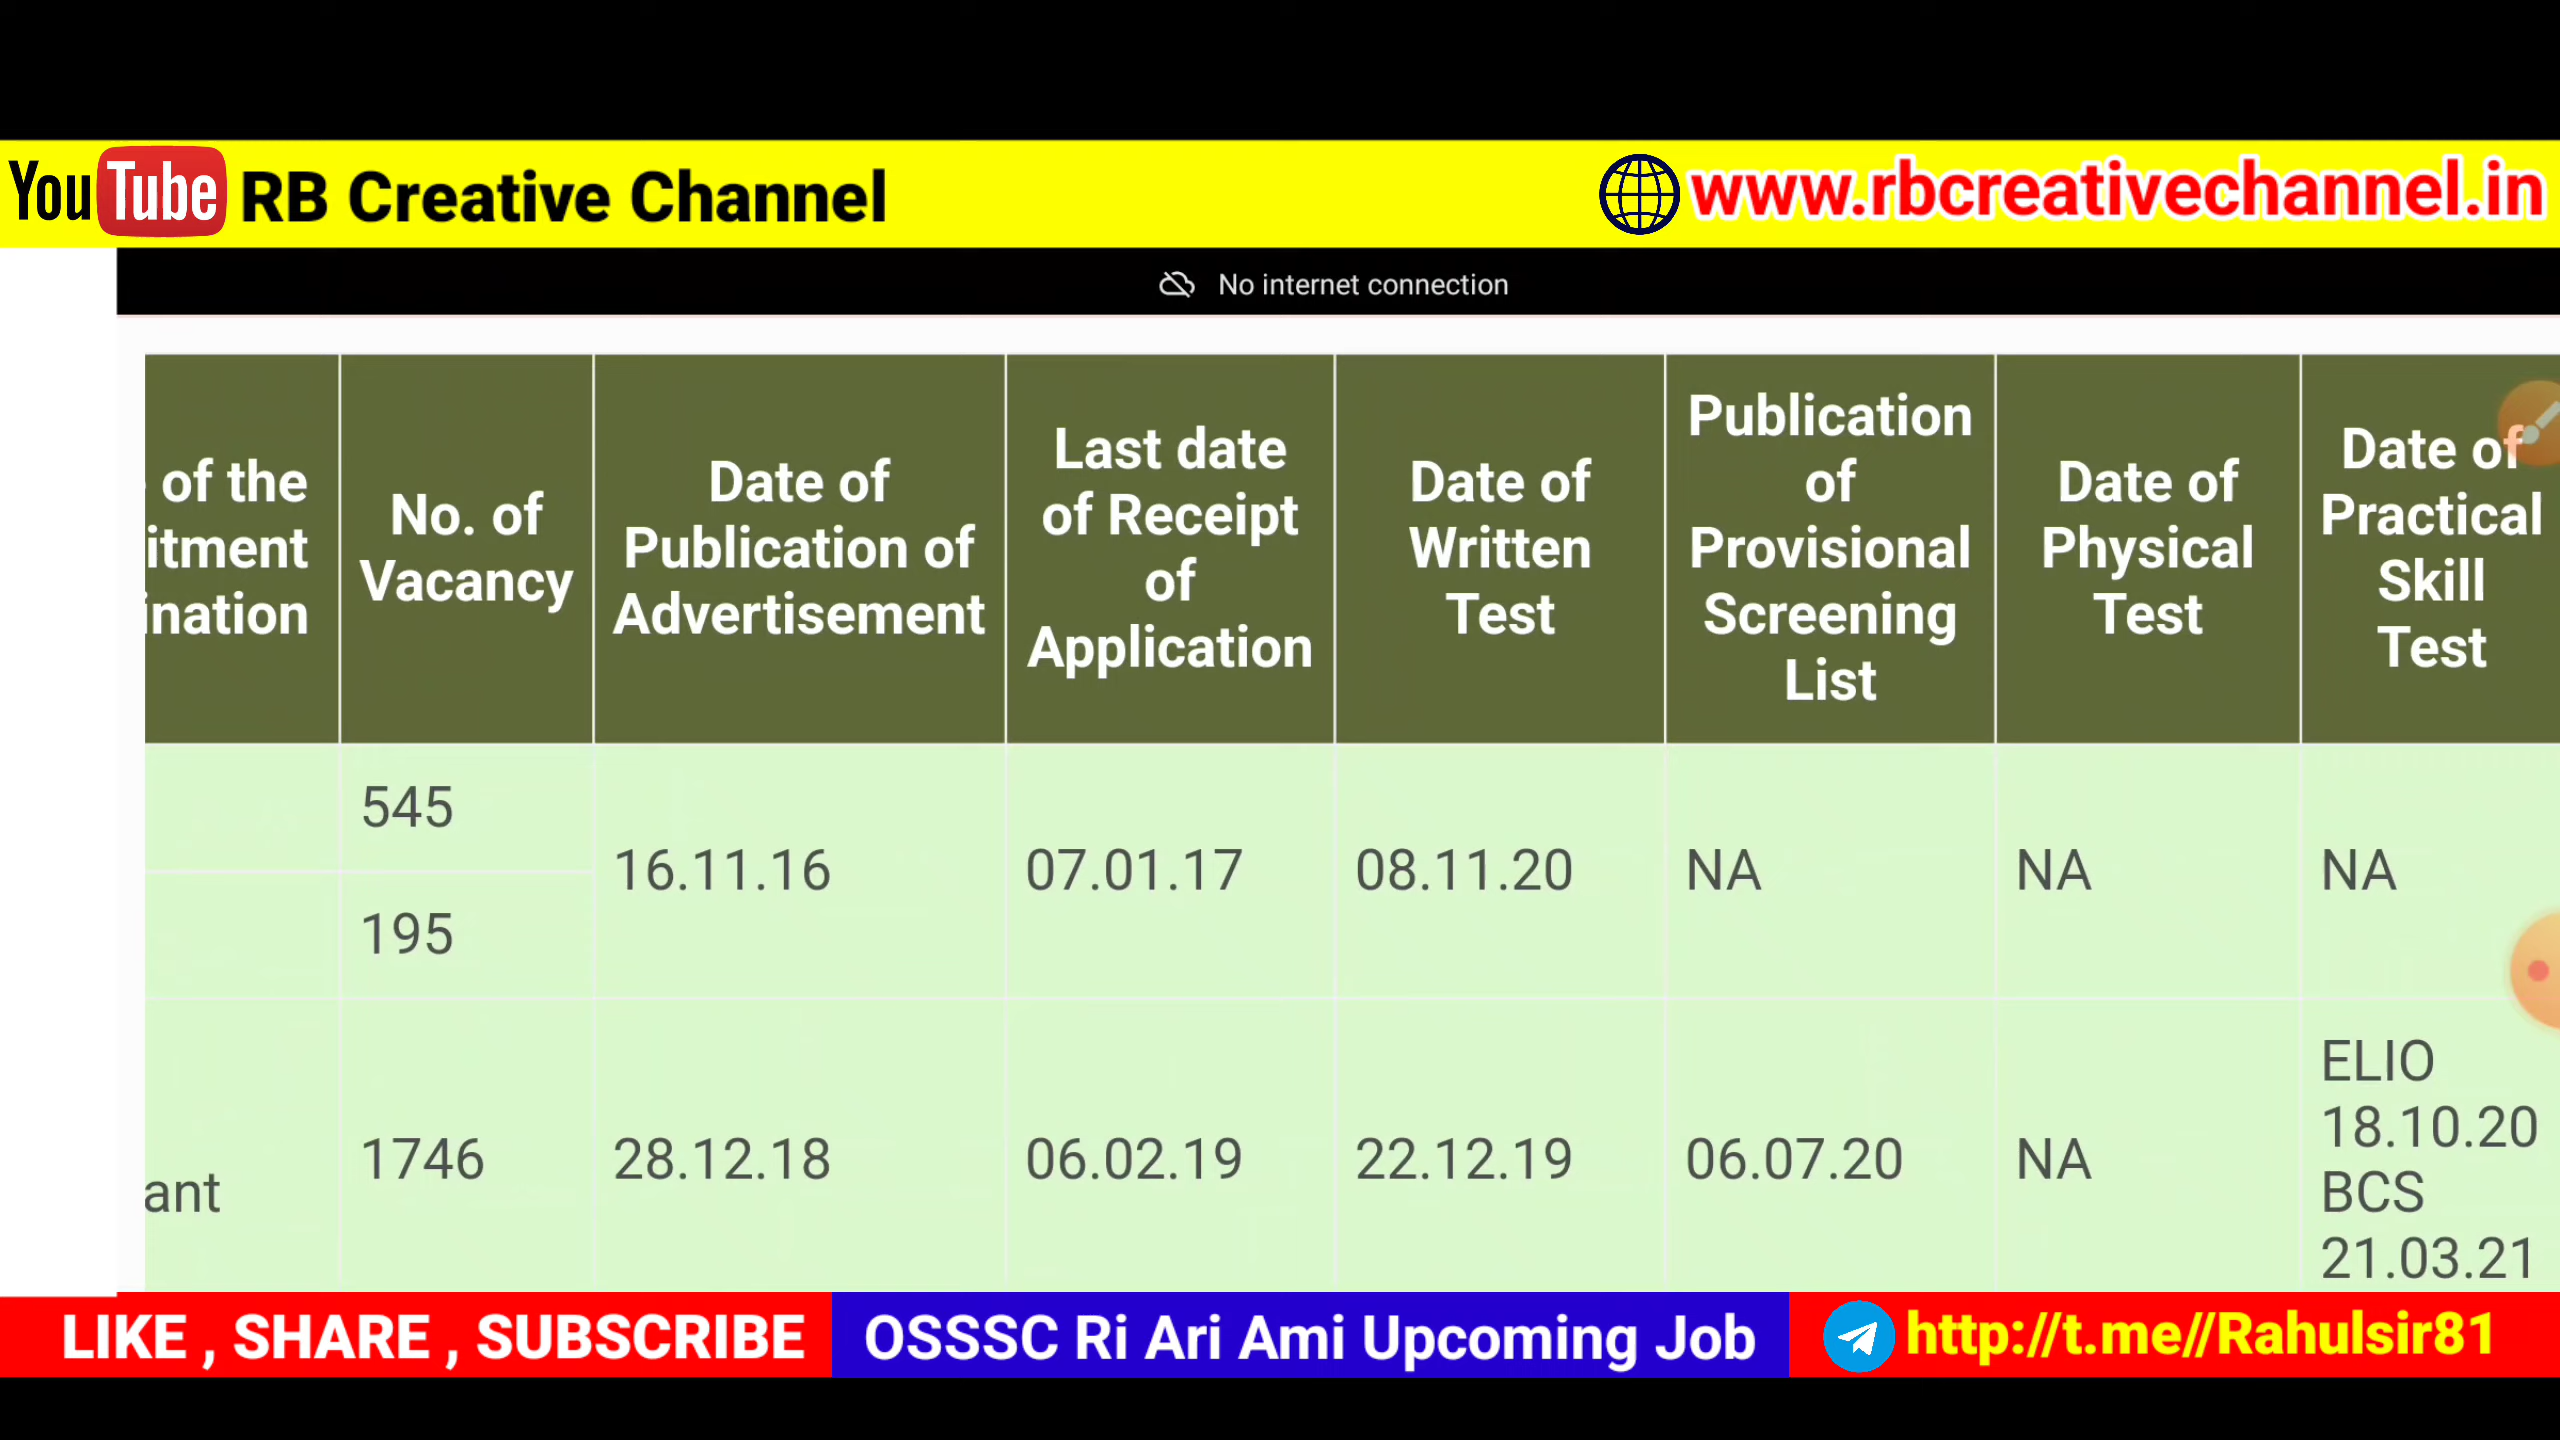 YouTube RB Creative Channel
www.rbcreativechannel.in
No internet connection
of the
itment
ination
No. of
Vacancy
Date of
Publication of
Advertisement
Last date
of Receipt
of
Application
Date of
Written
Test
Publication
of
Provisional
Screening
List
Date of
Physical
Test
Date of
Practical
Skill
Test
545
195
16.11.16
07.01.17
08.11.20
NA
NA
NA
ant
1746
28.12.18
06.02.19
22.12.19
06.07.20
NA
ELIO
18.10.20
BCS
21.03.21
LIKE , SHARE , SUBSCRIBE
OSSSC Ri Ari Ami Upcoming Job
http://t.me//Rahulsir81